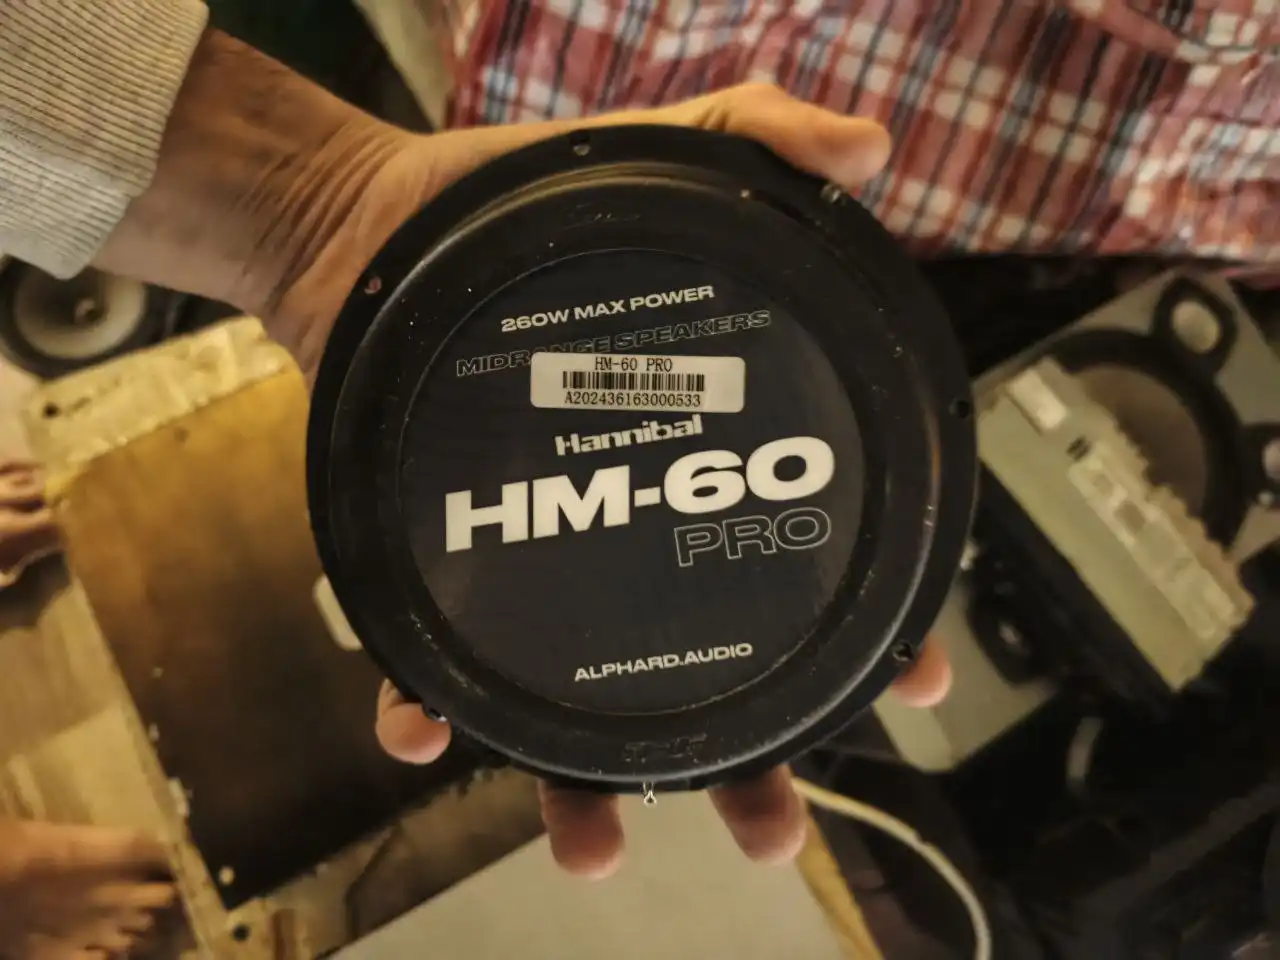 260W MAX POWER
MIDRANGE SPEAKERS
HM-60 PRO
A202436163000533
Hannibal
HM-60
PRO
ALPHARD.AUDIO